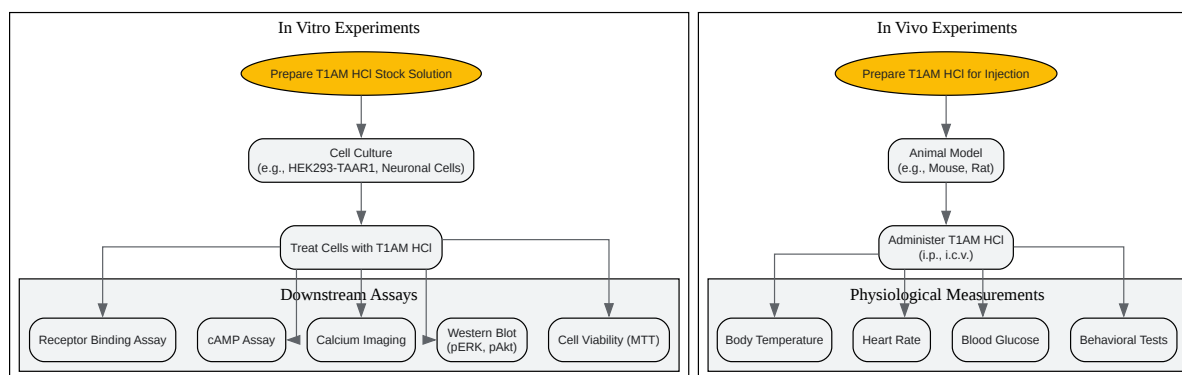 In Vitro Experiments
Prepare T1AM HCl Stock Solution
Cell Culture
(e.g., HEK293-TAAR1, Neuronal Cells)
Treat Cells with T1AM HCl
Downstream Assays
Receptor Binding Assay
cAMP Assay
Calcium Imaging
Western Blot
(pERK, pAkt)
Cell Viability (MTT)
In Vivo Experiments
Prepare T1AM HCl for Injection
Animal Model
(e.g., Mouse, Rat)
Administer T1AM HCl
(i.p., i.c.v.)
Physiological Measurements
Body Temperature
Heart Rate
Blood Glucose
Behavioral Tests